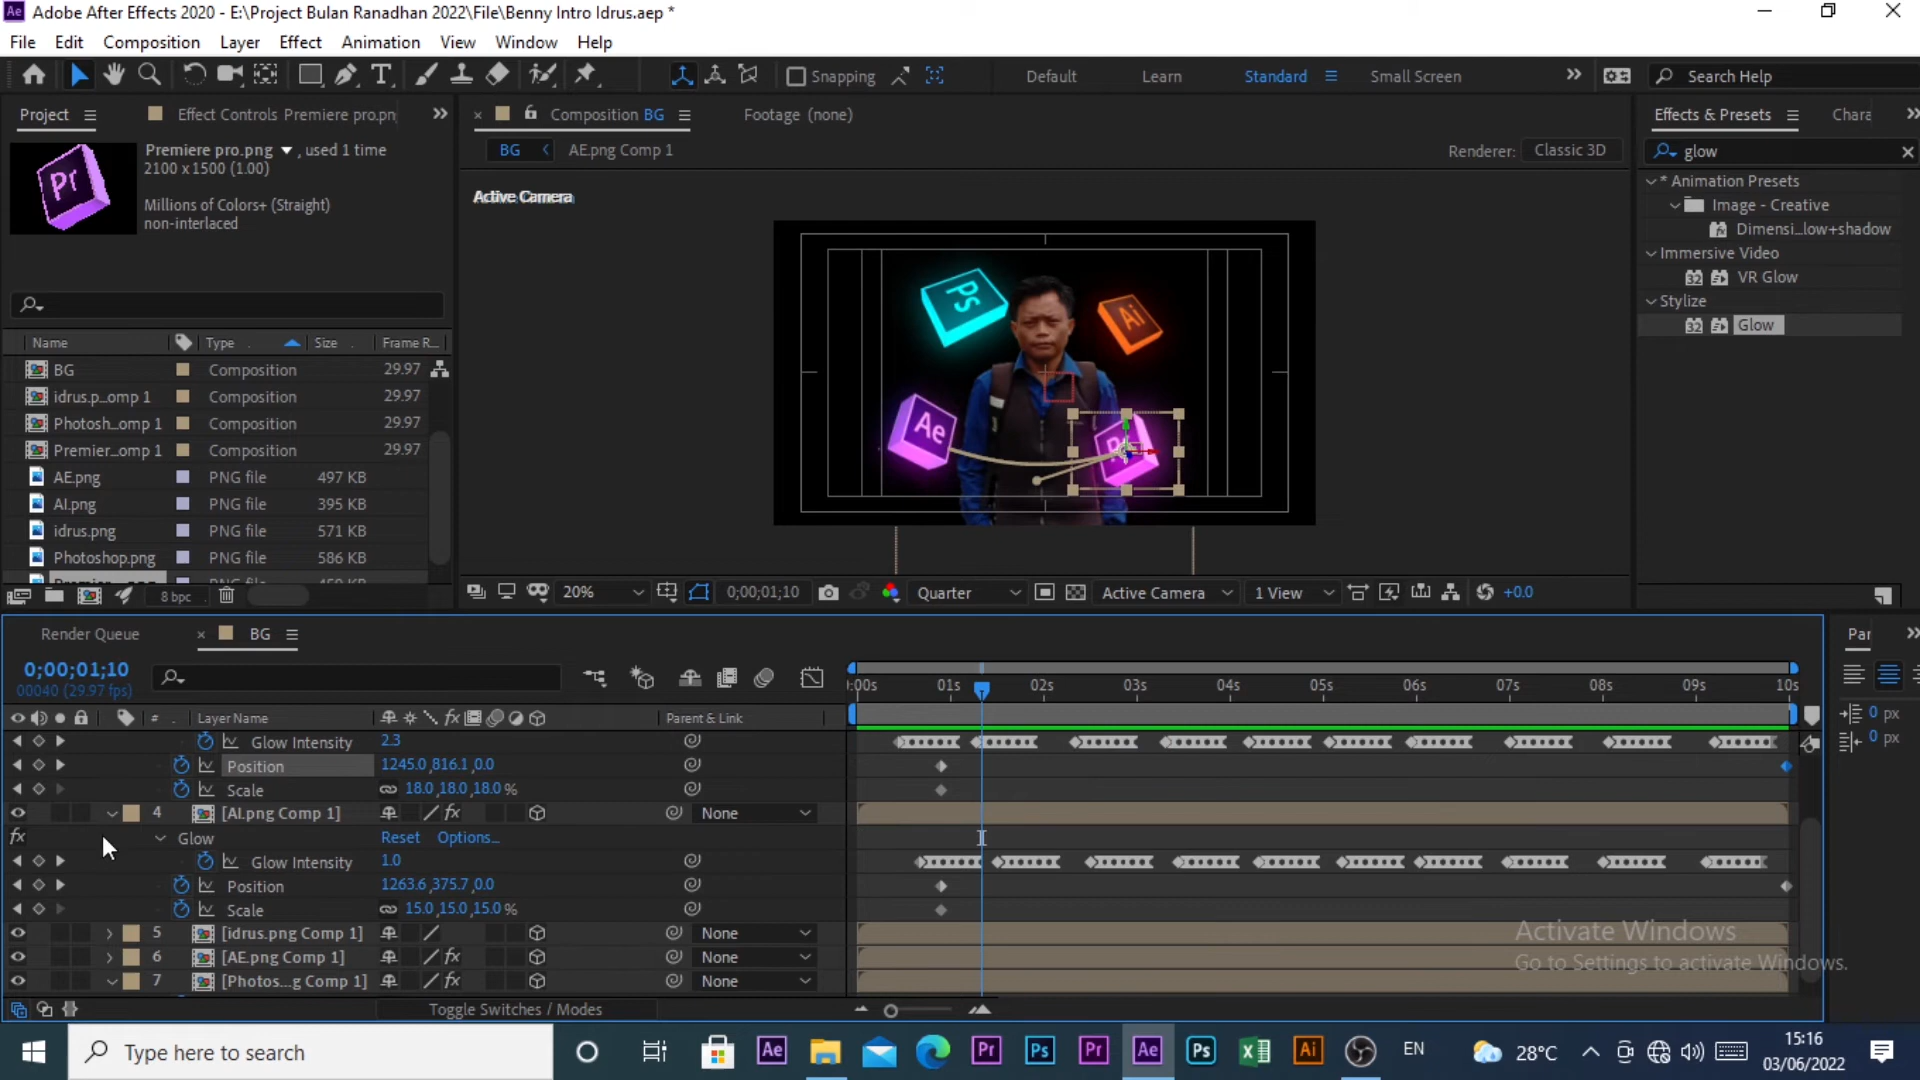 Adobe After Effects 2020 - E:\Project Bulan Ranadhan 2022\File\Benny Intro Idrus.aep *
File Edit Composition Layer Effect Animation View Window Help
Snapping Default Learn Standard Small Screen Search Help
Project Effect Controls Premiere pro.pn
Composition BG Footage (none)
Effects & Presets Chara
Premiere pro.png , used 1 time
2100 x 1500 (1.00)
Millions of Colors+ (Straight)
non-interlaced
BG AE.png Comp 1
Renderer: Classic 3D
Active Camera
glow
* Animation Presets
Image - Creative
Dimensi...low+shadow
Immersive Video
VR Glow
Stylize
Glow
Name Type Size Frame R...
BG Composition 29.97
idrus.p...omp 1 Composition 29.97
Photosh...omp 1 Composition 29.97
Premier...omp 1 Composition 29.97
AE.png PNG file 497 KB
AI.png PNG file 395 KB
idrus.png PNG file 571 KB
Photoshop.png PNG file 586 KB
8 bpc
Ps
Ai
Ae
Pr
20% 0;00;01;10 Quarter Active Camera 1 View +0.0
Render Queue BG
Par
0;00;01;10
00040 (29.97 fps)
:00s 01s 02s 03s 04s 05s 06s 07s 08s 09s 10s
# Layer Name Parent & Link
0 px
0 px
Glow Intensity 2.3
Position 1245.0,816.1,0.0
Scale 18.0,18.0,18.0%
4 [AI.png Comp 1] None
fx Glow Reset Options...
Glow Intensity 1.0
Position 1263.6,375.7,0.0
Scale 15.0,15.0,15.0%
5 [idrus.png Comp 1] None
6 [AE.png Comp 1] None
7 [Photos...g Comp 1] None
Activate Windows
Go to Settings to activate Windows.
Toggle Switches / Modes
Type here to search
Ae Pr Ps Pr Ae Ps Ai
28°C EN
15:16
03/06/2022